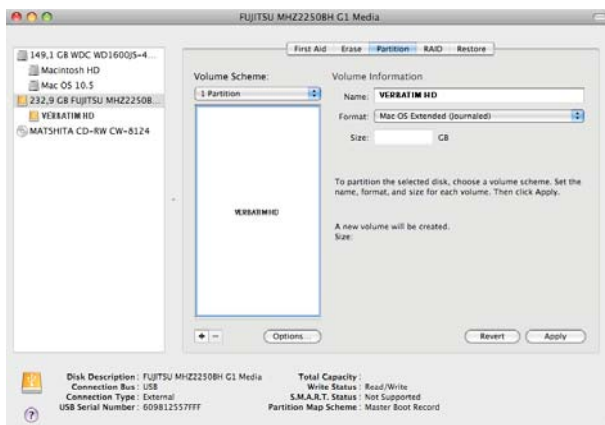 FUJITSU MHZ2250BH G1 Media
149,1 GB WDC WD1600JS-4...
Macintosh HD
Mac OS 10.5
232,9 GB FUJITSU MHZ2250B...
VERBATIM HD
MATSHITA CD-RW CW-8124
First Aid Erase Partition RAID Restore
Volume Scheme:
1 Partition
VERBATIM HD
Options...
Volume Information
Name: VERBATIM HD
Format: Mac OS Extended (Journaled)
Size: GB
To partition the selected disk, choose a volume scheme. Set the
name, format, and size for each volume. Then click Apply.
A new volume will be created.
Size:
Revert Apply
Disk Description : FUJITSU MHZ2250BH G1 Media
Connection Bus : USB
Connection Type : External
USB Serial Number : 609812557FFF
Total Capacity :
Write Status : Read/Write
S.M.A.R.T. Status : Not Supported
Partition Map Scheme : Master Boot Record